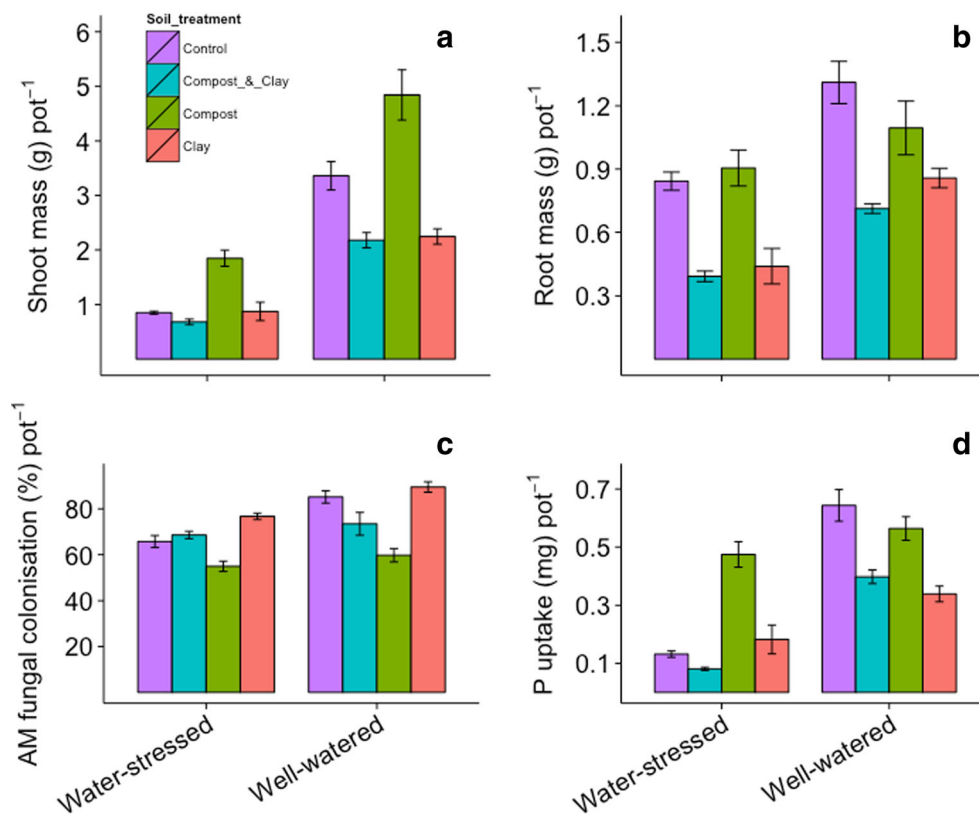 Soil_treatment
Control
Compost_&_Clay
Compost
Clay
a
Shoot mass (g) pot⁻¹
6
5
4
3
2
1
b
Root mass (g) pot⁻¹
1.5
1.2
0.9
0.6
0.3
c
AM fungal colonisation (%) pot⁻¹
80
60
40
20
Water-stressed
Well-watered
d
P uptake (mg) pot⁻¹
0.7
0.5
0.3
0.1
Water-stressed
Well-watered